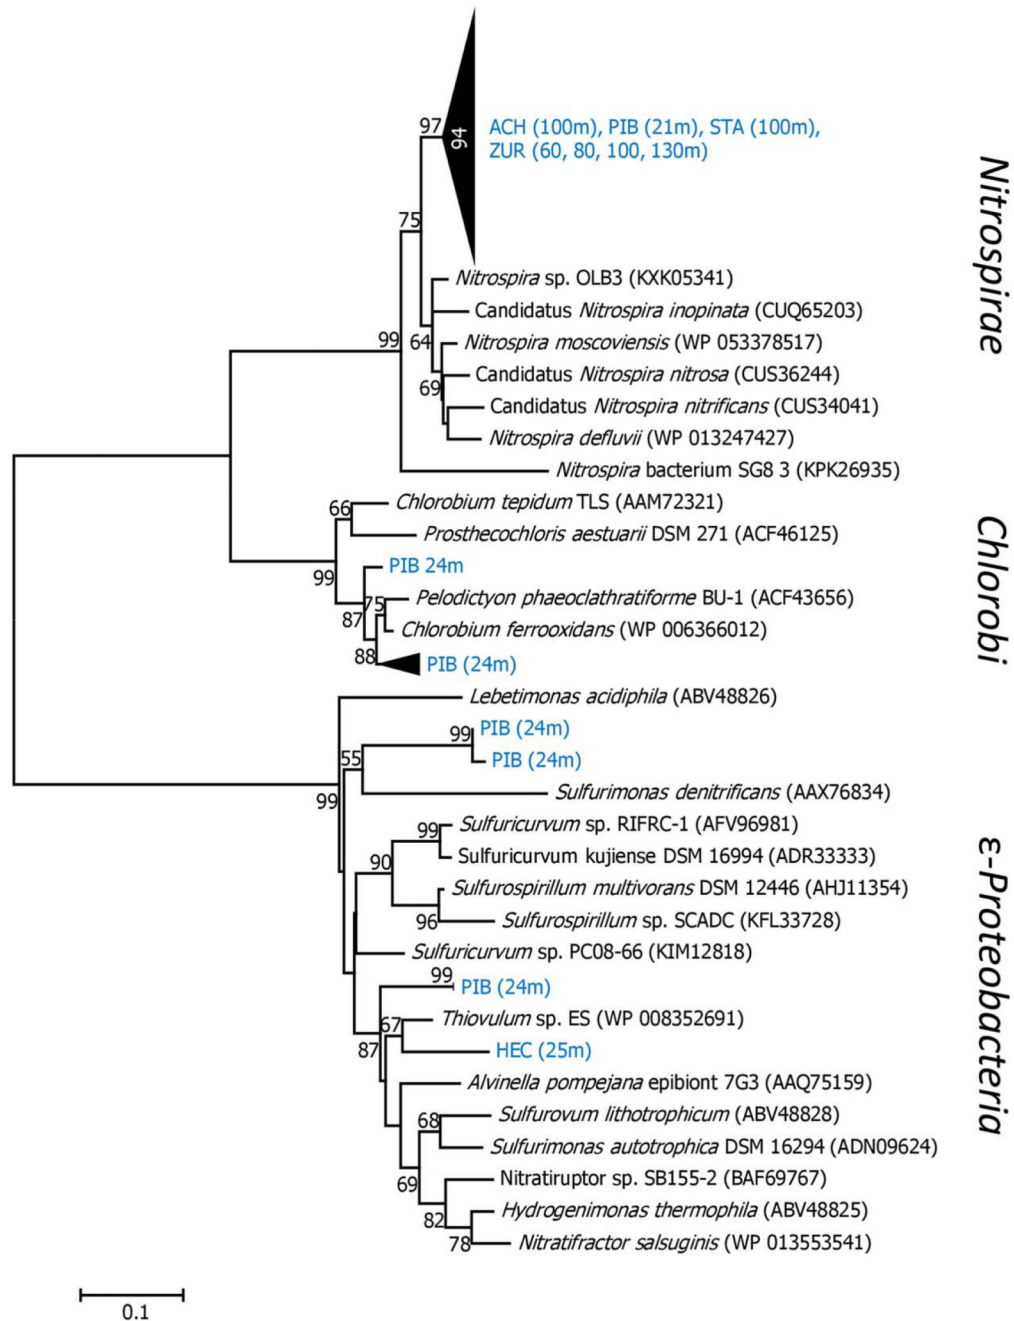 97
94
ACH (100m), PIB (21m), STA (100m),
ZUR (60, 80, 100, 130m)
Nitrospirae
75
Nitrospira sp. OLB3 (KXK05341)
Candidatus Nitrospira inopinata (CUQ65203)
99
64
Nitrospira moscoviensis (WP 053378517)
Candidatus Nitrospira nitrosa (CUS36244)
69
Candidatus Nitrospira nitrificans (CUS34041)
Nitrospira defluvii (WP 013247427)
Nitrospira bacterium SG8 3 (KPK26935)
Chlorobium tepidum TLS (AAM72321)
66
Prosthecochloris aestuarii DSM 271 (ACF46125)
Chlorobi
PIB 24m
99
75
Pelodictyon phaeoclathratiforme BU-1 (ACF43656)
87
Chlorobium ferrooxidans (WP 006366012)
88
PIB (24m)
Lebetimonas acidiphila (ABV48826)
99
PIB (24m)
55
PIB (24m)
99
Sulfurimonas denitrificans (AAX76834)
99
Sulfuricurvum sp. RIFRC-1 (AFV96981)
90
Sulfuricurvum kujiense DSM 16994 (ADR33333)
Sulfurospirillum multivorans DSM 12446 (AHJ11354)
96
Sulfurospirillum sp. SCADC (KFL33728)
Sulfuricurvum sp. PC08-66 (KIM12818)
ε-Proteobacteria
99
PIB (24m)
67
Thiovulum sp. ES (WP 008352691)
87
HEC (25m)
Alvinella pompejana epibiont 7G3 (AAQ75159)
68
Sulfurovum lithotrophicum (ABV48828)
Sulfurimonas autotrophica DSM 16294 (ADN09624)
69
Nitratiruptor sp. SB155-2 (BAF69767)
82
Hydrogenimonas thermophila (ABV48825)
78
Nitratifractor salsuginis (WP 013553541)
0.1